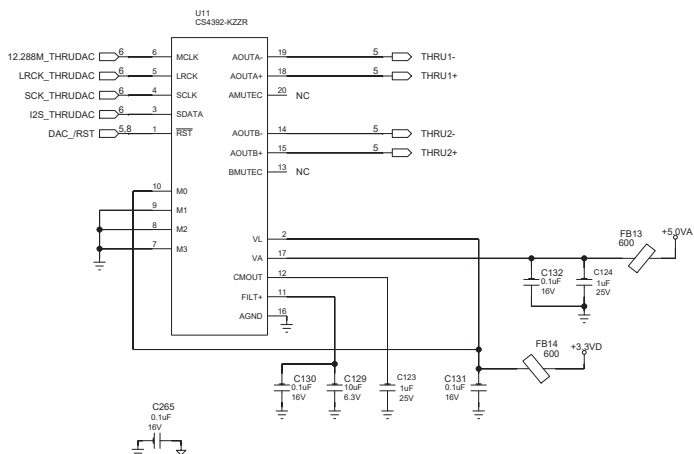 U11
CS4392-KZZR
12.288M_THRUDAC 6 6 MCLK AOUTA- 19 5 THRU1-
LRCK_THRUDAC 6 5 LRCK AOUTA+ 18 5 THRU1+
SCK_THRUDAC 6 4 SCLK AMUTEC 20 NC
I2S_THRUDAC 6 3 SDATA
DAC_/RST 5,8 1 RST AOUTB- 14 5 THRU2-
AOUTB+ 15 5 THRU2+
BMUTEC 13 NC
10 M0
9 M1
8 M2
7 M3
VL 2
VA 17
CMOUT 12
FILT+ 11
AGND 16
FB13
600
+5.0VA
C132
0.1uF
16V
C124
1uF
25V
FB14
600
+3.3VD
C130
0.1uF
16V
C129
10uF
6.3V
C123
1uF
25V
C131
0.1uF
16V
C265
0.1uF
16V